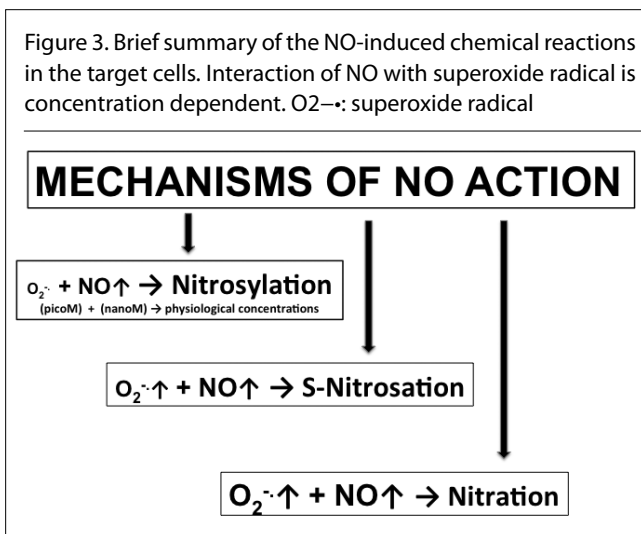 Figure 3. Brief summary of the NO-induced chemical reactions
in the target cells. Interaction of NO with superoxide radical is
concentration dependent. O2−•: superoxide radical
MECHANISMS OF NO ACTION
O₂⁻· + NO↑ → Nitrosylation
(picoM) + (nanoM) → physiological concentrations
O₂⁻·↑ + NO↑ → S-Nitrosation
O₂⁻·↑ + NO↑ → Nitration